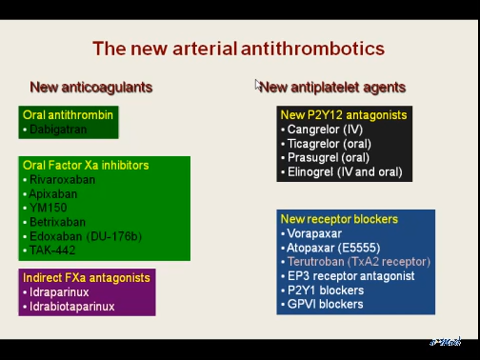 The new arterial antithrombotics
New anticoagulants
Oral antithrombin
• Dabigatran
Oral Factor Xa inhibitors
• Rivaroxaban
• Apixaban
• YM150
• Betrixaban
• Edoxaban (DU-176b)
• TAK-442
Indirect FXa antagonists
• Idraparinux
• Idrabiotaparinux
New antiplatelet agents
New P2Y12 antagonists
• Cangrelor (IV)
• Ticagrelor (oral)
• Prasugrel (oral)
• Elinogrel (IV and oral)
New receptor blockers
• Vorapaxar
• Atopaxar (E5555)
• Terutroban (TxA2 receptor)
• EP3 receptor antagonist
• P2Y1 blockers
• GPVI blockers